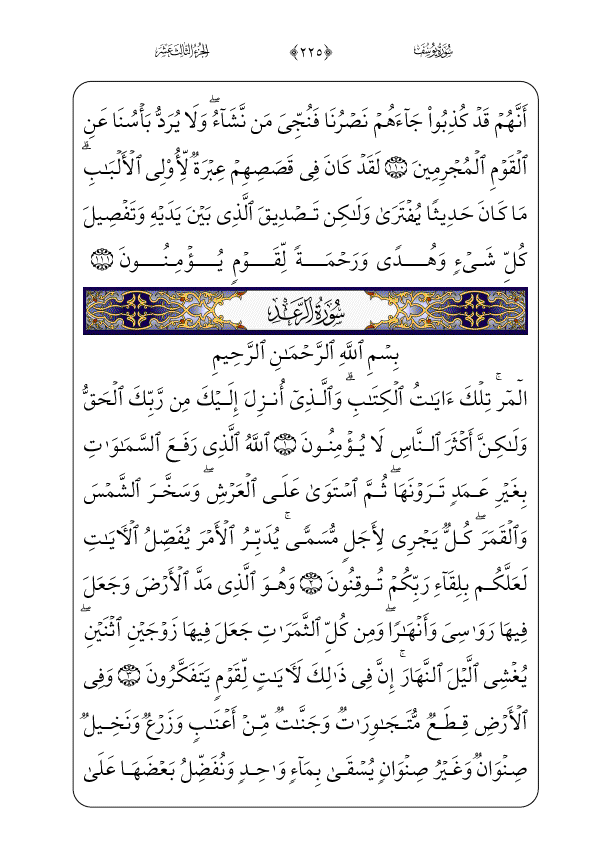 سُورَةُ يُوسُفَ ﴿٢٢٥﴾ الجُزْءُ الثَّالِثَ عَشَرَ
أَنَّهُمۡ قَدۡ كُذِبُواْ جَآءَهُمۡ نَصۡرُنَا فَنُجِّىَ مَن نَّشَآءُۖ وَلَا يُرَدُّ بَأۡسُنَا عَنِ
ٱلۡقَوۡمِ ٱلۡمُجۡرِمِينَ ١١٠ لَقَدۡ كَانَ فِى قَصَصِهِمۡ عِبۡرَةٞ لِّأُوْلِى ٱلۡأَلۡبَٰبِۗ
مَا كَانَ حَدِيثٗا يُفۡتَرَىٰ وَلَٰكِن تَصۡدِيقَ ٱلَّذِى بَيۡنَ يَدَيۡهِ وَتَفۡصِيلَ
كُلِّ شَىۡءٖ وَهُدٗى وَرَحۡمَةٗ لِّقَوۡمٖ يُؤۡمِنُونَ ١١١
سُورَةُ الرَّعۡدِ
بِسۡمِ ٱللَّهِ ٱلرَّحۡمَٰنِ ٱلرَّحِيمِ
الٓمٓرۚ تِلۡكَ ءَايَٰتُ ٱلۡكِتَٰبِۗ وَٱلَّذِىٓ أُنزِلَ إِلَيۡكَ مِن رَّبِّكَ ٱلۡحَقُّ
وَلَٰكِنَّ أَكۡثَرَ ٱلنَّاسِ لَا يُؤۡمِنُونَ ١ ٱللَّهُ ٱلَّذِى رَفَعَ ٱلسَّمَٰوَٰتِ
بِغَيۡرِ عَمَدٖ تَرَوۡنَهَاۖ ثُمَّ ٱسۡتَوَىٰ عَلَى ٱلۡعَرۡشِۖ وَسَخَّرَ ٱلشَّمۡسَ
وَٱلۡقَمَرَۖ كُلّٞ يَجۡرِى لِأَجَلٖ مُّسَمّٗىۚ يُدَبِّرُ ٱلۡأَمۡرَ يُفَصِّلُ ٱلۡأٓيَٰتِ
لَعَلَّكُم بِلِقَآءِ رَبِّكُمۡ تُوقِنُونَ ٢ وَهُوَ ٱلَّذِى مَدَّ ٱلۡأَرۡضَ وَجَعَلَ
فِيهَا رَوَٰسِىَ وَأَنۡهَٰرٗاۖ وَمِن كُلِّ ٱلثَّمَرَٰتِ جَعَلَ فِيهَا زَوۡجَيۡنِ ٱثۡنَيۡنِۖ
يُغۡشِى ٱلَّيۡلَ ٱلنَّهَارَۚ إِنَّ فِى ذَٰلِكَ لَأٓيَٰتٖ لِّقَوۡمٖ يَتَفَكَّرُونَ ٣ وَفِى
ٱلۡأَرۡضِ قِطَعٞ مُّتَجَٰوِرَٰتٞ وَجَنَّٰتٞ مِّنۡ أَعۡنَٰبٖ وَزَرۡعٞ وَنَخِيلٞ
صِنۡوَانٞ وَغَيۡرُ صِنۡوَانٖ يُسۡقَىٰ بِمَآءٖ وَٰحِدٖ وَنُفَضِّلُ بَعۡضَهَا عَلَىٰ